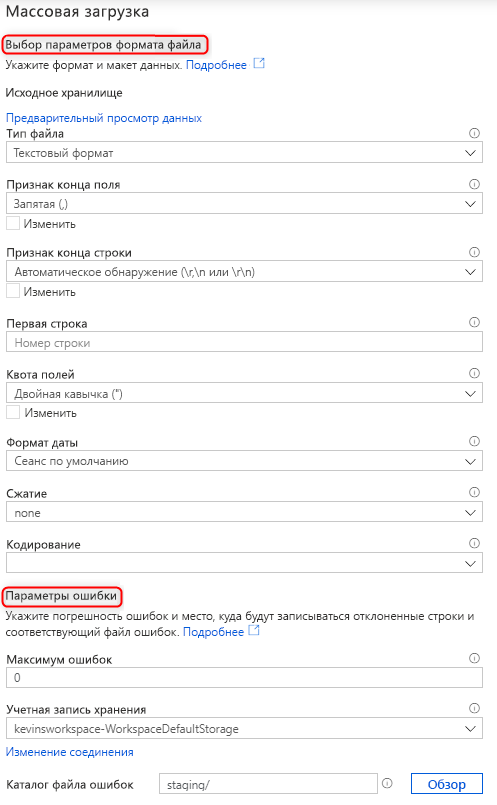 Массовая загрузка
Выбор параметров формата файла
Укажите формат и макет данных. Подробнее
Исходное хранилище
Предварительный просмотр данных
Тип файла
Текстовый формат
Признак конца поля
Запятая (,)
Изменить
Признак конца строки
Автоматическое обнаружение (\r,\n или \r\n)
Изменить
Первая строка
Номер строки
Квота полей
Двойная кавычка (")
Изменить
Формат даты
Сеанс по умолчанию
Сжатие
none
Кодирование
Параметры ошибки
Укажите погрешность ошибок и место, куда будут записываться отклоненные строки и
соответствующий файл ошибок. Подробнее
Максимум ошибок
0
Учетная запись хранения
kevinsworkspace-WorkspaceDefaultStorage
Изменение соединения
Каталог файла ошибок staging/ Обзор